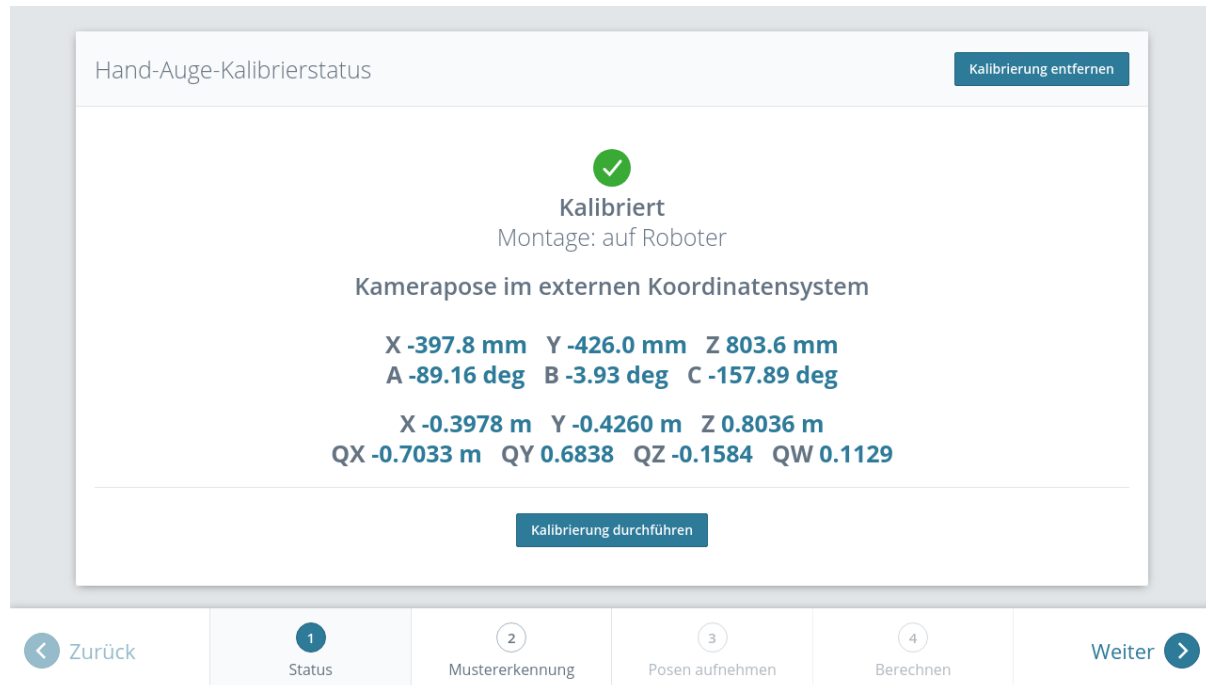 Hand-Auge-Kalibrierstatus
Kalibrierung entfernen
Kalibriert
Montage: auf Roboter
Kamerapose im externen Koordinatensystem
X -397.8 mm Y -426.0 mm Z 803.6 mm
A -89.16 deg B -3.93 deg C -157.89 deg
X -0.3978 m Y -0.4260 m Z 0.8036 m
QX -0.7033 m QY 0.6838 QZ -0.1584 QW 0.1129
Kalibrierung durchführen
Zurück
1
Status
2
Mustererkennung
3
Posen aufnehmen
4
Berechnen
Weiter